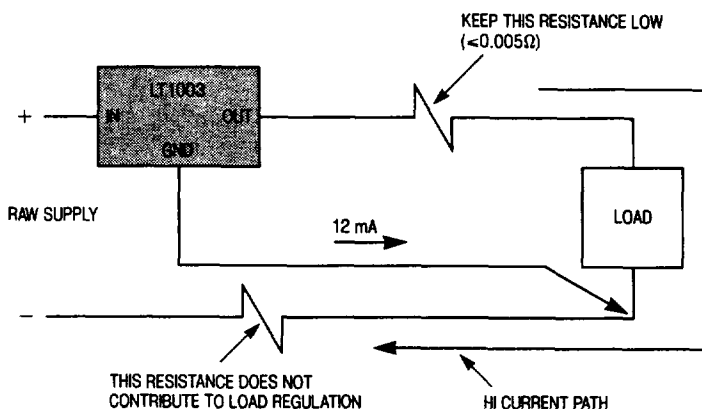 KEEP THIS RESISTANCE LOW
(≤0.005Ω)
LT1003
+ IN OUT
GND
RAW SUPPLY
12 mA
LOAD
−
THIS RESISTANCE DOES NOT
CONTRIBUTE TO LOAD REGULATION
HI CURRENT PATH